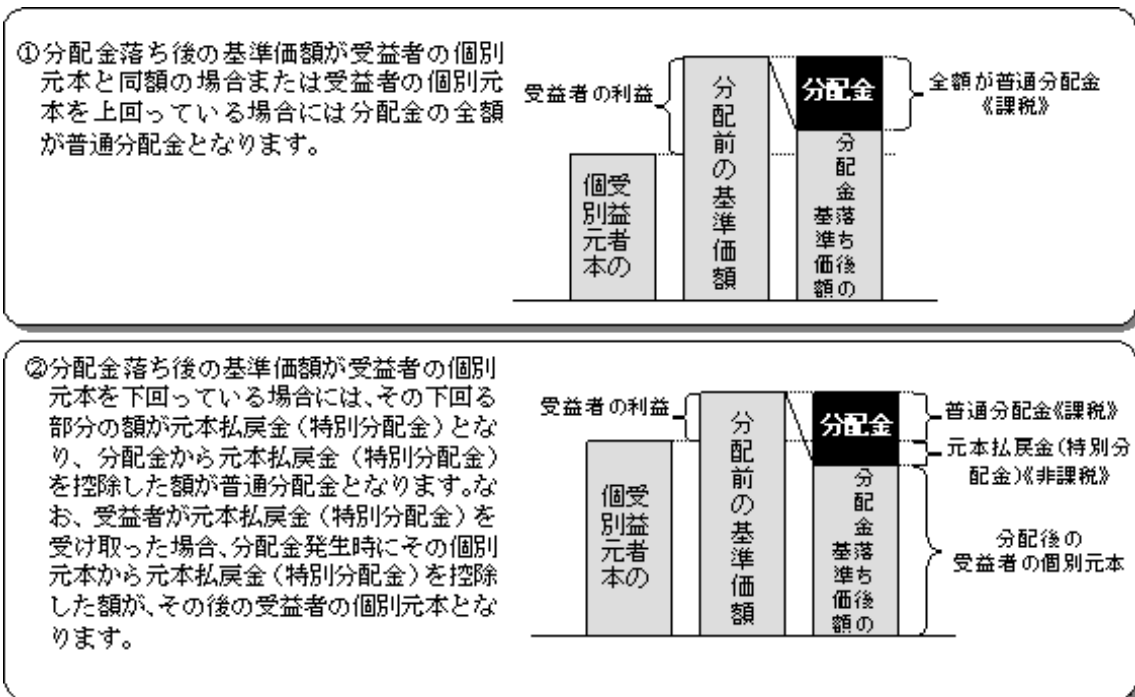 ①分配金落ち後の基準価額が受益者の個別
元本と同額の場合または受益者の個別元
本を上回っている場合には分配金の全額
が普通分配金となります。
受益者の利益
受益者の
個別元本
分配前の基準価額
分配金
分配金落ち後の
基準価額
全額が普通分配金
《課税》
②分配金落ち後の基準価額が受益者の個別
元本を下回っている場合には、その下回る
部分の額が元本払戻金（特別分配金）とな
り、分配金から元本払戻金（特別分配金）
を控除した額が普通分配金となります。な
お、受益者が元本払戻金（特別分配金）を
受け取った場合、分配金発生時にその個別
元本から元本払戻金（特別分配金）を控除
した額が、その後の受益者の個別元本とな
ります。
受益者の利益
受益者の
個別元本
分配前の基準価額
分配金
分配金落ち後の
基準価額
普通分配金《課税》
元本払戻金（特別分
配金）《非課税》
分配後の
受益者の個別元本